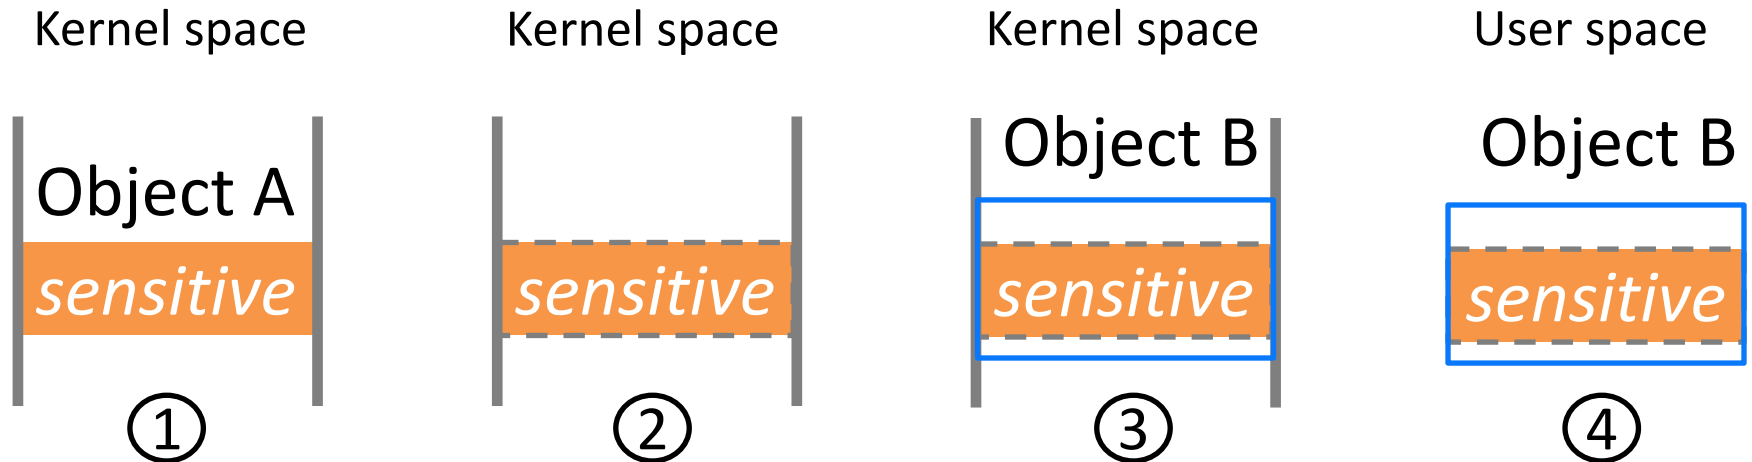 Kernel space
Kernel space
Kernel space
User space
Object A
Object B
Object B
sensitive
sensitive
sensitive
sensitive
1
2
3
4